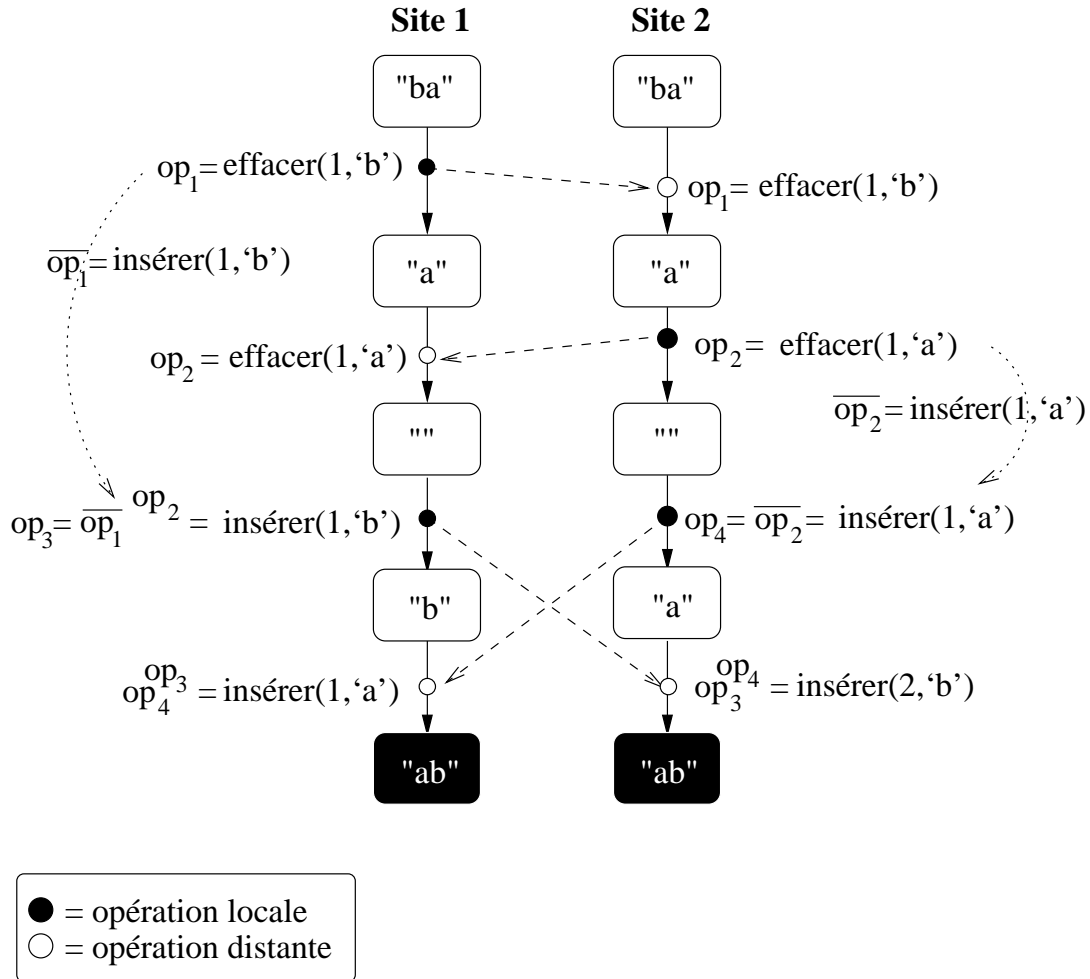 Site 1 Site 2
"ba" "ba"
op1 = effacer(1,‘b’) op1 = effacer(1,‘b’)
op1 = insérer(1,‘b’)
"a" "a"
op2 = effacer(1,‘a’) op2 = effacer(1,‘a’)
op2 = insérer(1,‘a’)
"" ""
op3 = op1 op2 = insérer(1,‘b’) op4 = op2 = insérer(1,‘a’)
"b" "a"
op4 op3 = insérer(1,‘a’) op3 op4 = insérer(2,‘b’)
"ab" "ab"
= opération locale
= opération distante